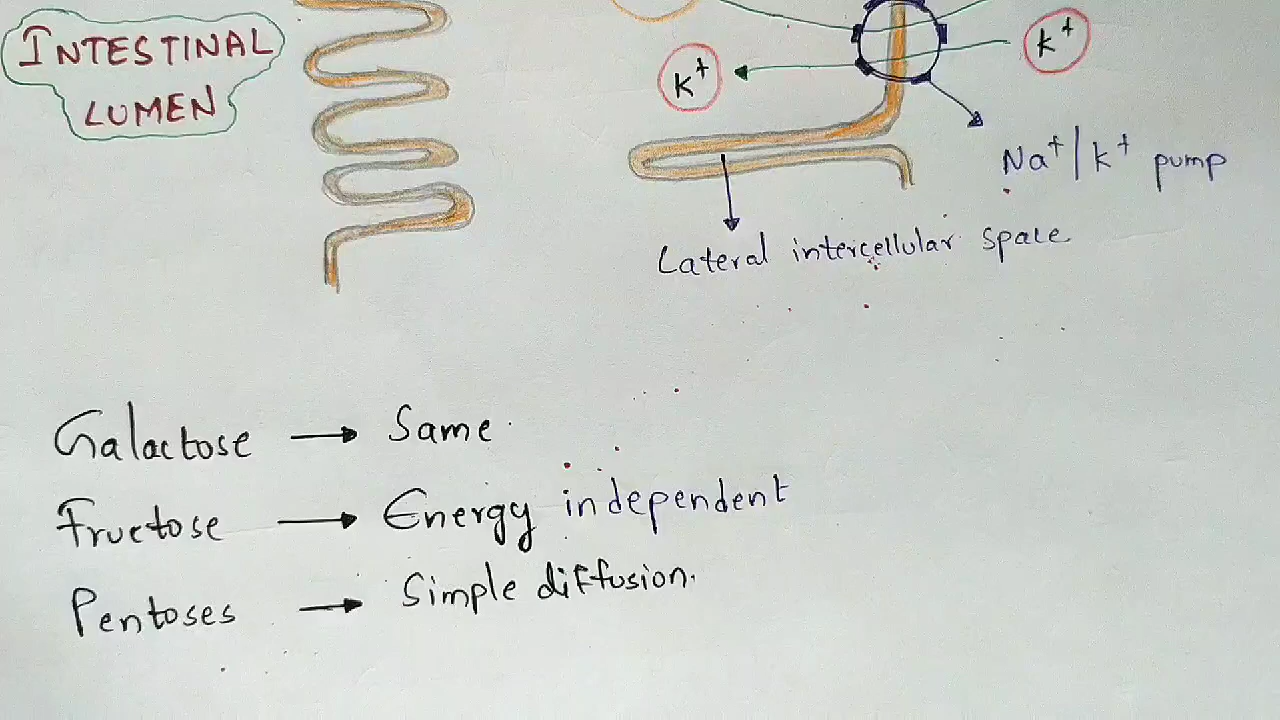 INTESTINAL
LUMEN
K+
K+
Na+/K+ pump
Lateral intercellular space
Galactose → Same
Fructose → Energy independent
Pentoses → Simple diffusion.